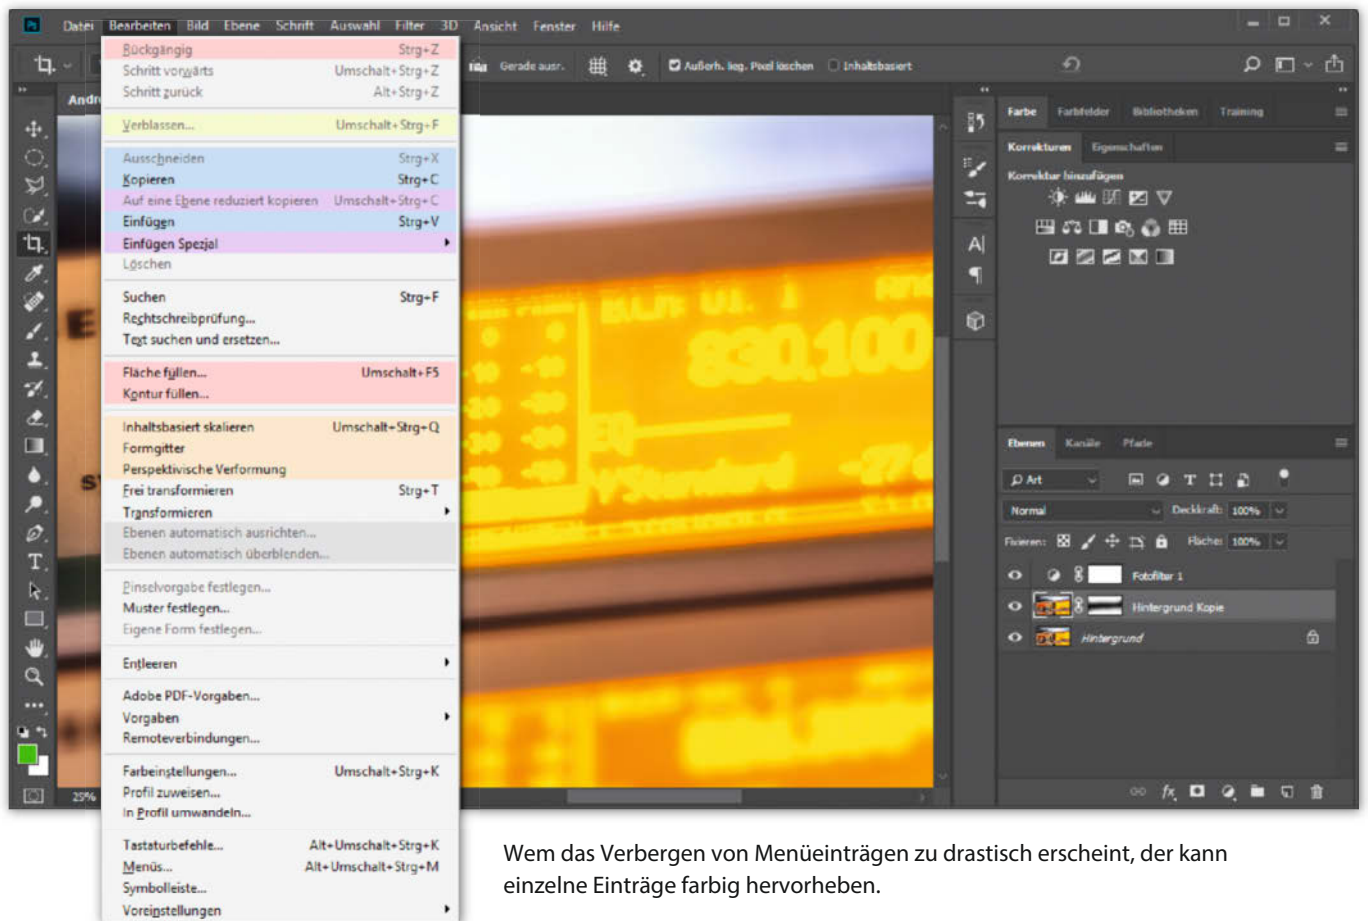 Datei Bearbeiten Bild Ebene Schrift Auswahl Filter 3D Ansicht Fenster Hilfe
Gerade ausr. Außerh. lieg. Pixel löschen Inhaltsbasiert
Rückgängig Strg+Z
Schritt vorwärts Umschalt+Strg+Z
Schritt zurück Alt+Strg+Z
Verblassen... Umschalt+Strg+F
Ausschneiden Strg+X
Kopieren Strg+C
Auf eine Ebene reduziert kopieren Umschalt+Strg+C
Einfügen Strg+V
Einfügen Spezial
Löschen
Suchen Strg+F
Rechtschreibprüfung...
Text suchen und ersetzen...
Fläche füllen... Umschalt+F5
Kontur füllen...
Inhaltsbasiert skalieren Umschalt+Strg+Q
Formgitter
Perspektivische Verformung
Frei transformieren Strg+T
Transformieren
Ebenen automatisch ausrichten...
Ebenen automatisch überblenden...
Pinselvorgabe festlegen...
Muster festlegen...
Eigene Form festlegen...
Entleeren
Adobe PDF-Vorgaben...
Vorgaben
Remoteverbindungen...
Farbeinstellungen... Umschalt+Strg+K
Profil zuweisen...
In Profil umwandeln...
Tastaturbefehle... Alt+Umschalt+Strg+K
Menüs... Alt+Umschalt+Strg+M
Symbolleiste...
Voreinstellungen
25%
830.100
EQ
Standard
Farbe Farbfelder Bibliotheken Training
Korrekturen Eigenschaften
Korrektur hinzufügen
Ebenen Kanäle Pfade
Art
Normal Deckkraft: 100%
Fixieren: Fläche: 100%
Fotofilter 1
Hintergrund Kopie
Hintergrund
Wem das Verbergen von Menüeinträgen zu drastisch erscheint, der kann
einzelne Einträge farbig hervorheben.